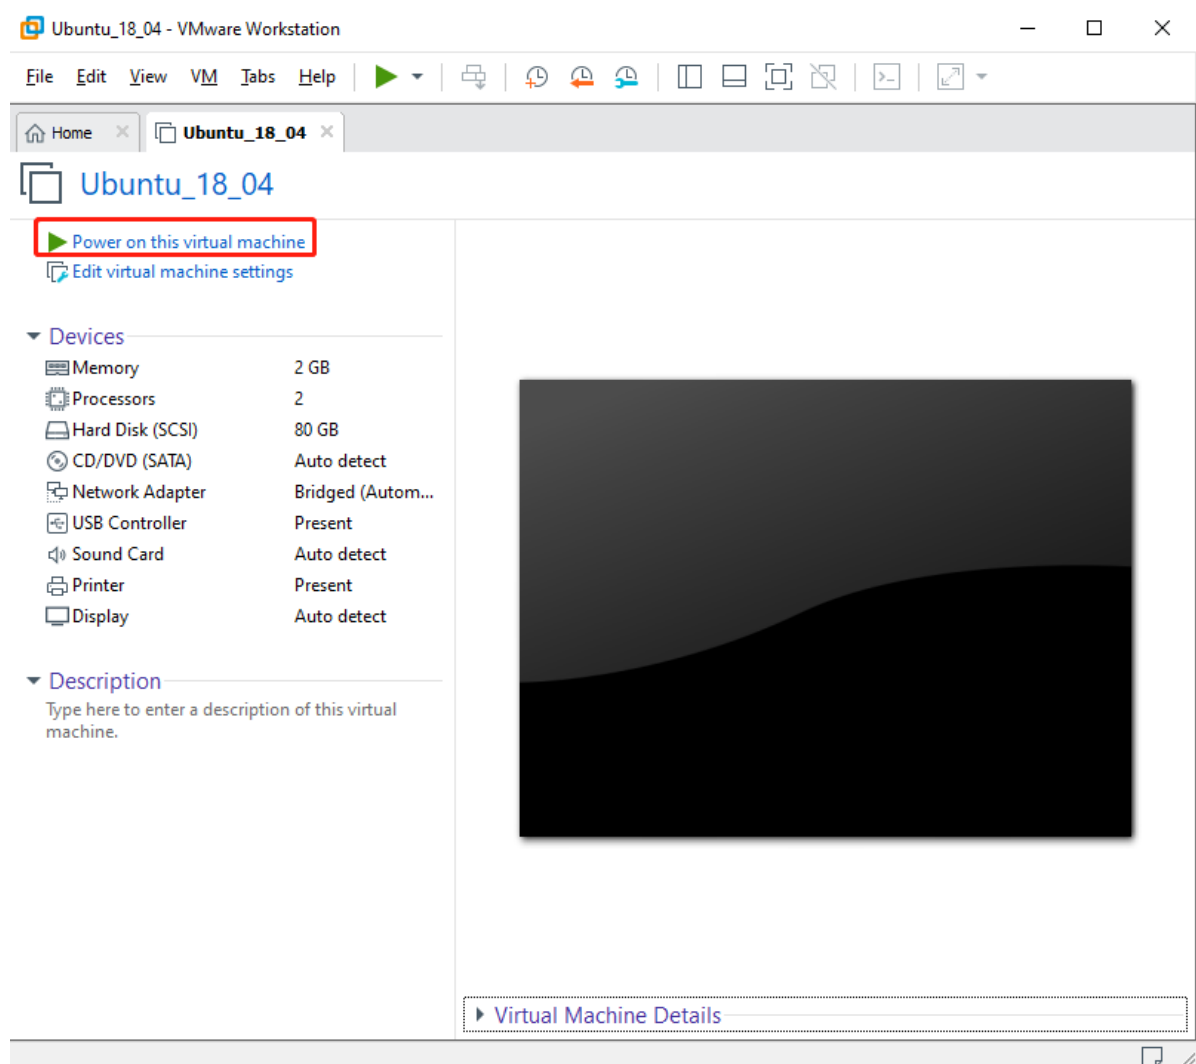 Ubuntu_18_04 - VMware Workstation
File Edit View VM Tabs Help
Home Ubuntu_18_04
Ubuntu_18_04
Power on this virtual machine
Edit virtual machine settings
Devices
Memory 2 GB
Processors 2
Hard Disk (SCSI) 80 GB
CD/DVD (SATA) Auto detect
Network Adapter Bridged (Autom...
USB Controller Present
Sound Card Auto detect
Printer Present
Display Auto detect
Description
Type here to enter a description of this virtual
machine.
Virtual Machine Details